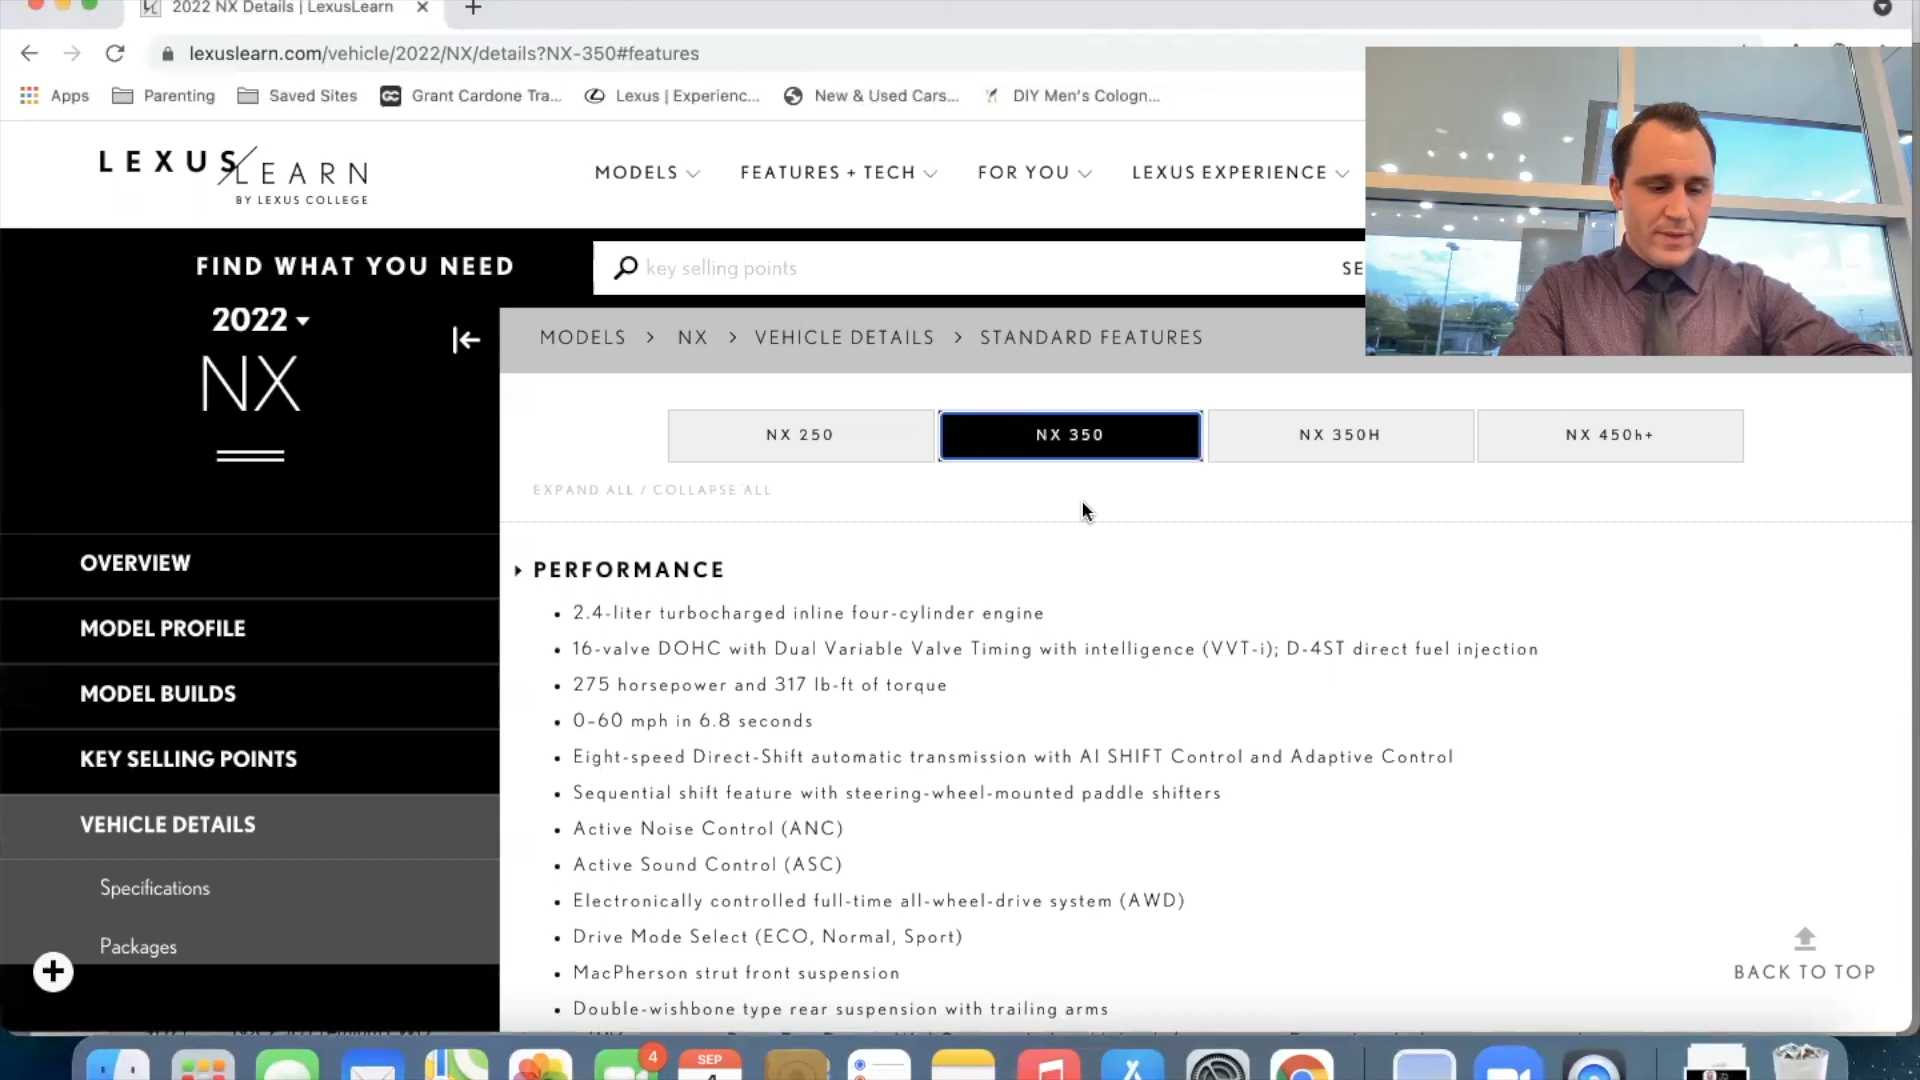 2022 NX Details | LexusLearn
lexuslearn.com/vehicle/2022/NX/details?NX-350#features
Apps Parenting Saved Sites Grant Cardone Tra... Lexus | Experienc... New & Used Cars... DIY Men's Cologn...
LEXUS LEARN
BY LEXUS COLLEGE
MODELS FEATURES + TECH FOR YOU LEXUS EXPERIENCE
FIND WHAT YOU NEED
key selling points SE
2022
NX
MODELS > NX > VEHICLE DETAILS > STANDARD FEATURES
NX 250 NX 350 NX 350H NX 450h+
EXPAND ALL / COLLAPSE ALL
OVERVIEW
MODEL PROFILE
MODEL BUILDS
KEY SELLING POINTS
VEHICLE DETAILS
Specifications
Packages
PERFORMANCE
• 2.4-liter turbocharged inline four-cylinder engine
• 16-valve DOHC with Dual Variable Valve Timing with intelligence (VVT-i); D-4ST direct fuel injection
• 275 horsepower and 317 lb-ft of torque
• 0-60 mph in 6.8 seconds
• Eight-speed Direct-Shift automatic transmission with AI SHIFT Control and Adaptive Control
• Sequential shift feature with steering-wheel-mounted paddle shifters
• Active Noise Control (ANC)
• Active Sound Control (ASC)
• Electronically controlled full-time all-wheel-drive system (AWD)
• Drive Mode Select (ECO, Normal, Sport)
• MacPherson strut front suspension
• Double-wishbone type rear suspension with trailing arms
BACK TO TOP
4
SEP